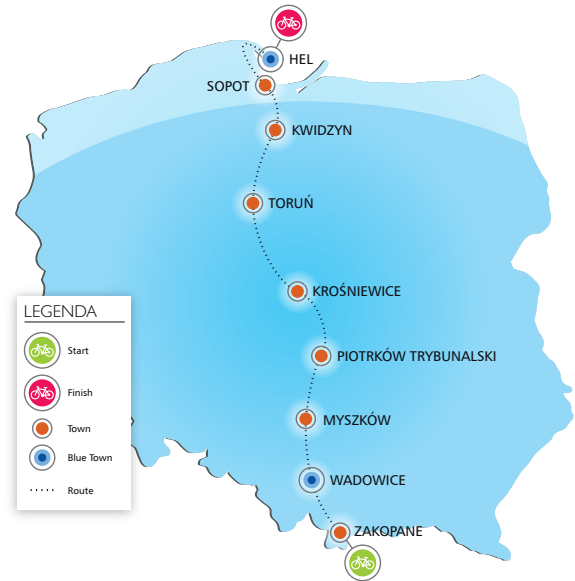 HEL
SOPOT
KWIDZYN
TORUŃ
KROŚNIEWICE
PIOTRKÓW TRYBUNALSKI
MYSZKÓW
WADOWICE
ZAKOPANE
LEGENDA
Start
Finish
Town
Blue Town
Route